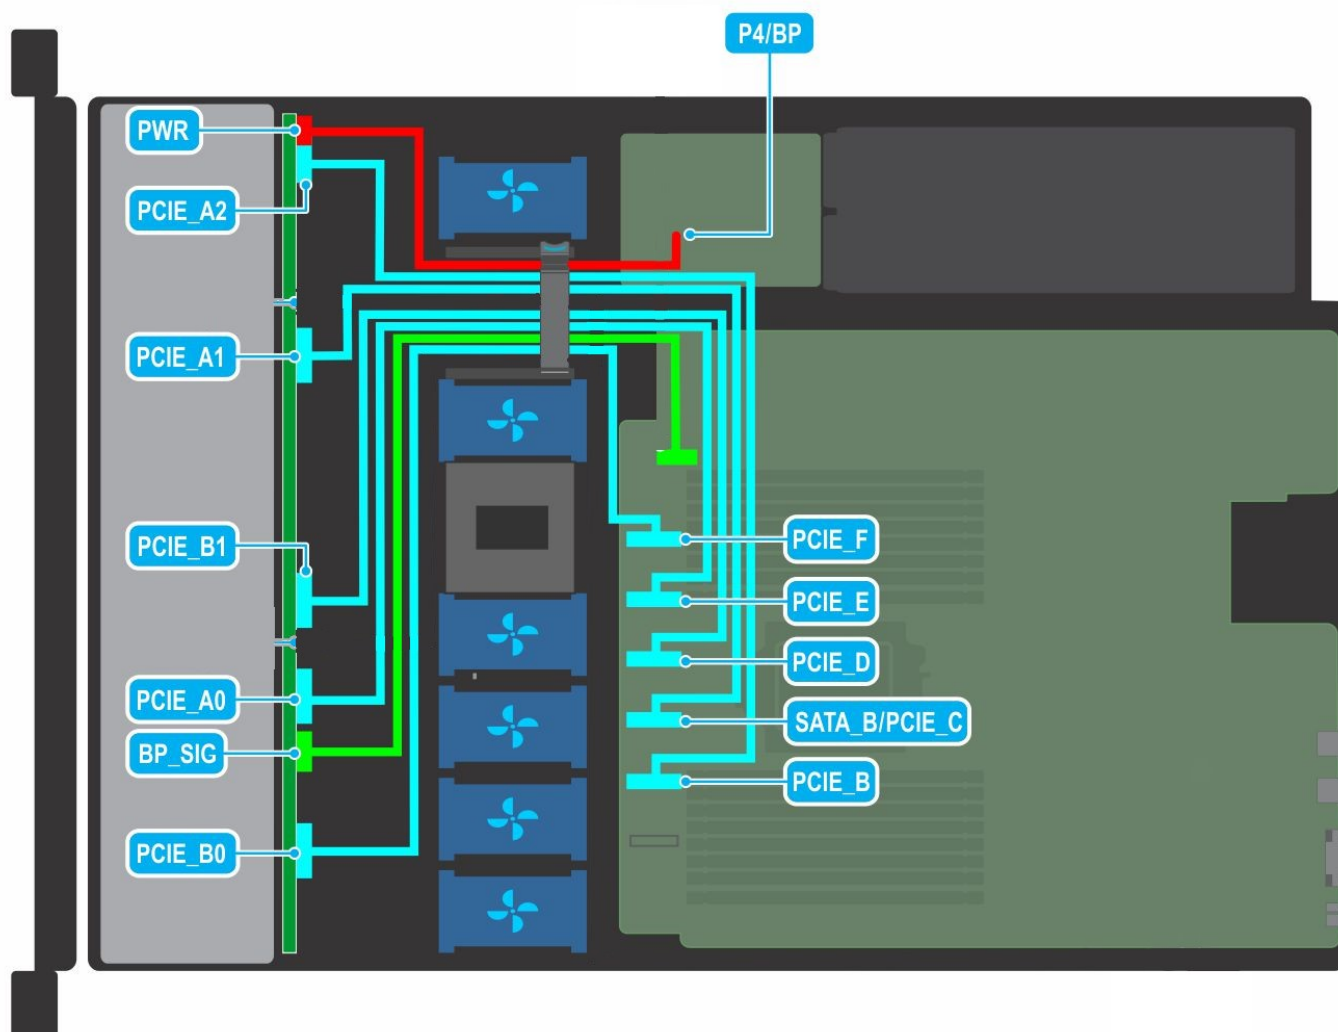 P4/BP
PWR
PCIE_A2
PCIE_A1
PCIE_B1
PCIE_A0
BP_SIG
PCIE_B0
PCIE_F
PCIE_E
PCIE_D
SATA_B/PCIE_C
PCIE_B